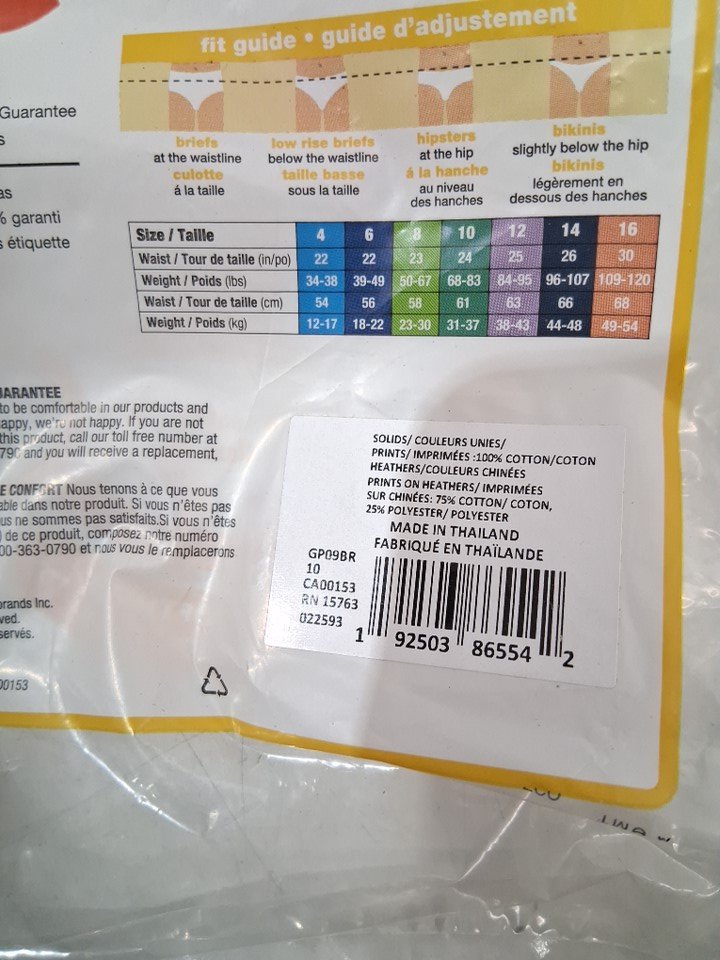 fit guide • guide d'adjustement
Guarantee
s
as
% garanti
s étiquette
briefs
at the waistline
culotte
á la taille
low rise briefs
below the waistline
taille basse
sous la taille
hipsters
at the hip
á la hanche
au niveau
des hanches
bikinis
slightly below the hip
bikinis
légèrement en
dessous des hanches
Size / Taille 4 6 8 10 12 14 16
Waist / Tour de taille (in/po) 22 22 23 24 25 26 30
Weight / Poids (lbs) 34-38 39-49 50-67 68-83 84-95 96-107 109-120
Waist / Tour de taille (cm) 54 56 58 61 63 66 68
Weight / Poids (kg) 12-17 18-22 23-30 31-37 38-43 44-48 49-54
ARANTEE
to be comfortable in our products and
appy, we're not happy. If you are not
this product, call our toll free number at
790 and you will receive a replacement,
E CONFORT Nous tenons à ce que vous
able dans notre produit. Si vous n'êtes pas
us ne sommes pas satisfaits.Si vous n'êtes
de ce produit, composez notre numéro
00-363-0790 et nous vous le remplacerons
brands Inc.
ved.
servés.
00153
SOLIDS/ COULEURS UNIES/
PRINTS/ IMPRIMÉES :100% COTTON/COTON
HEATHERS/COULEURS CHINÉES
PRINTS ON HEATHERS/ IMPRIMÉES
SUR CHINÉES: 75% COTTON/ COTON,
25% POLYESTER/ POLYESTER
MADE IN THAILAND
FABRIQUÉ EN THAÏLANDE
GP09BR
10
CA00153
RN 15763
022593
1 92503 86554 2